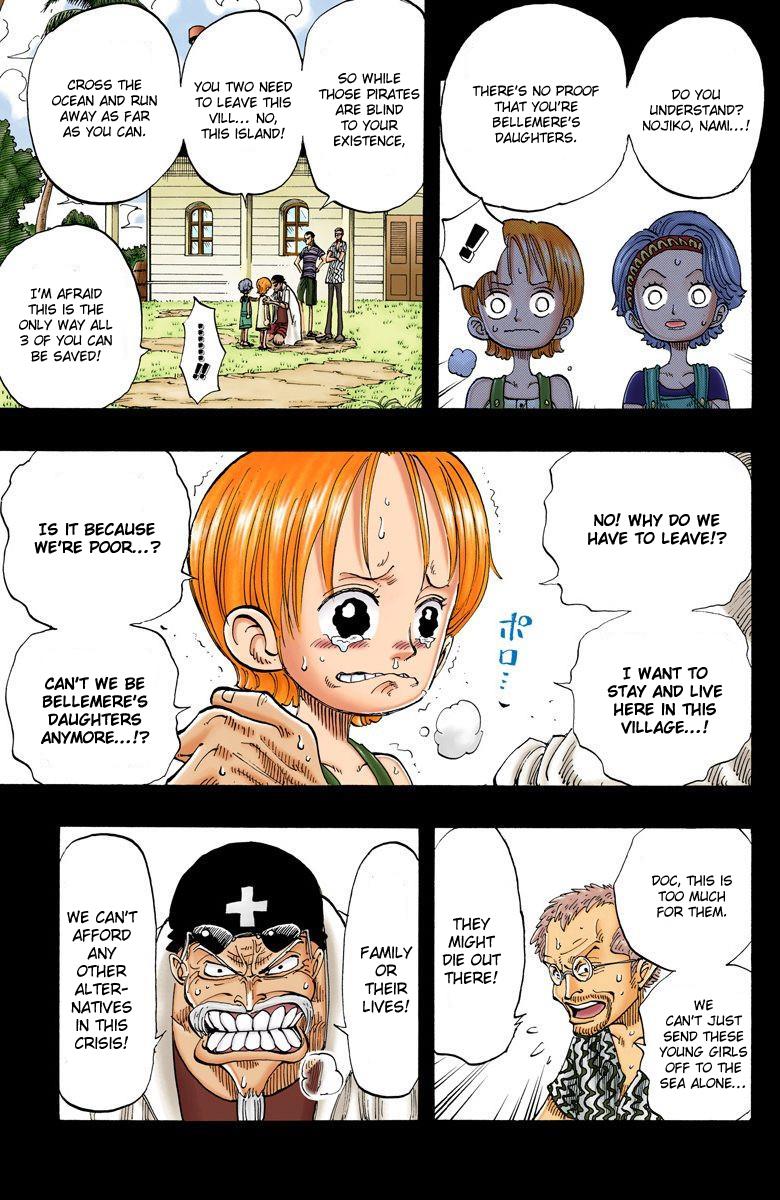 DO YOU
UNDERSTAND?
NOJIKO, NAMI...!
THERE'S NO PROOF
THAT YOU'RE
BELLEMERE'S
DAUGHTERS.
!!
SO WHILE
THOSE PIRATES
ARE BLIND
TO YOUR
EXISTENCE,
YOU TWO NEED
TO LEAVE THIS
VILL... NO,
THIS ISLAND!
CROSS THE
OCEAN AND RUN
AWAY AS FAR
AS YOU CAN.
I'M AFRAID
THIS IS THE
ONLY WAY ALL
3 OF YOU CAN
BE SAVED!
......!!
NO! WHY DO WE
HAVE TO LEAVE!?
I WANT TO
STAY AND LIVE
HERE IN THIS
VILLAGE...!
ポロ...
IS IT BECAUSE
WE'RE POOR...?
CAN'T WE BE
BELLEMERE'S
DAUGHTERS
ANYMORE...!?
DOC, THIS IS
TOO MUCH
FOR THEM.
WE
CAN'T JUST
SEND THESE
YOUNG GIRLS
OFF TO THE
SEA ALONE...
THEY
MIGHT
DIE OUT
THERE!
FAMILY
OR
THEIR
LIVES!
WE CAN'T
AFFORD
ANY
OTHER
ALTER-
NATIVES
IN THIS
CRISIS!